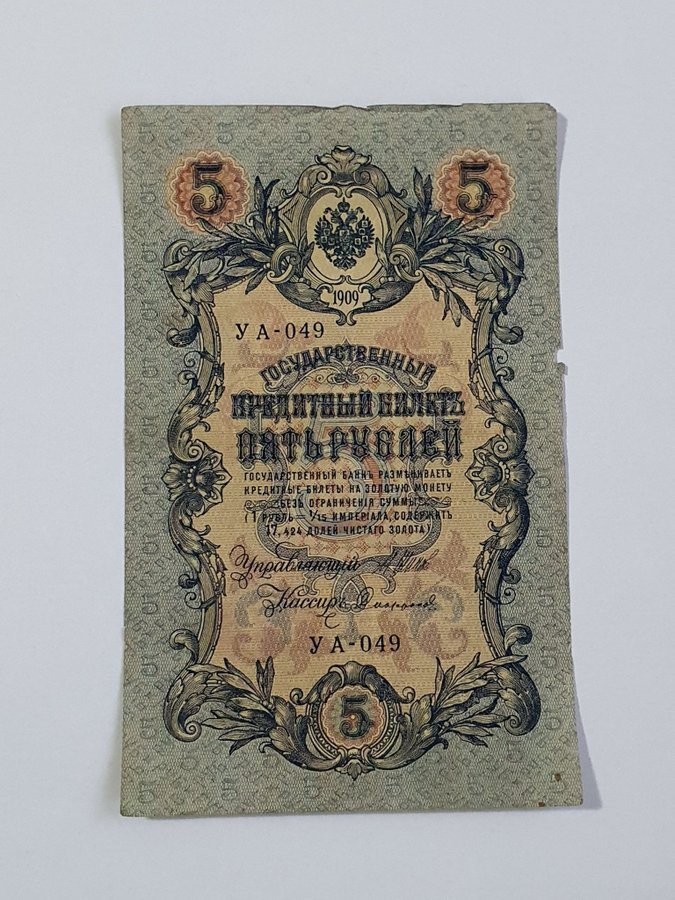 5 5
1909
УА-049
ГОСУДАРСТВЕННЫЙ
КРЕДИТНЫЙ БИЛЕТЪ
ПЯТЬ РУБЛЕЙ
ГОСУДАРСТВЕННЫЙ БАНКЪ РАЗМѢНИВАЕТЪ
КРЕДИТНЫЕ БИЛЕТЫ НА ЗОЛОТУЮ МОНЕТУ
БЕЗЪ ОГРАНИЧЕНІЯ СУММЫ
(1 РУБЛЬ = 1/15 ИМПЕРІАЛА, СОДЕРЖИТЪ
17,424 ДОЛЕЙ ЧИСТАГО ЗОЛОТА)
Управляющій
Кассиръ
УА-049
5